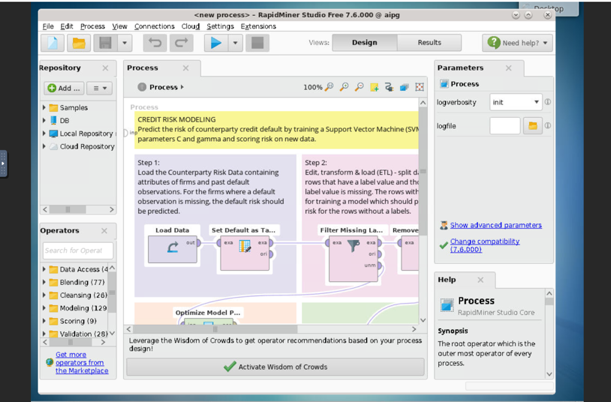 Desktop
<new process> – RapidMiner Studio Free 7.6.000 @ aipg
File Edit Process View Connections Cloud Settings Extensions Help
Views: Design Results Need help?
Repository
Add ...
Samples
DB
Local Repository
Cloud Repository
Operators
Search for Operat
Data Access (4
Blending (77)
Cleansing (26)
Modeling (129
Scoring (9)
Validation (28)
Get more
operators from
the Marketplace
Process
Process
100%
Process
CREDIT RISK MODELING
Predict the risk of counterparty credit default by training a Support Vector Machine (SVM
parameters C and gamma and scoring risk on new data.
Step 1:
Load the Counterparty Risk Data containing
attributes of firms and past default
observations. For the firms where a default
observation is missing, the default risk should
be predicted.
Step 2:
Edit, transform & load (ETL) - split da
rows that have a label value and tho
label value is missing. The rows with
for training a model which should p
risk for the rows without a labels.
Load Data
out
Set Default as Ta...
exa
exa
ori
Filter Missing La...
exa
exa
ori
unm
Remove
exa
Optimize Model P...
Leverage the Wisdom of Crowds to get operator recommendations based on your process
design!
Activate Wisdom of Crowds
Parameters
Process
logverbosity init
logfile
Show advanced parameters
Change compatibility
(7.6.000)
Help
Process
RapidMiner Studio Core
Synopsis
The root operator which is the
outer most operator of every
process.